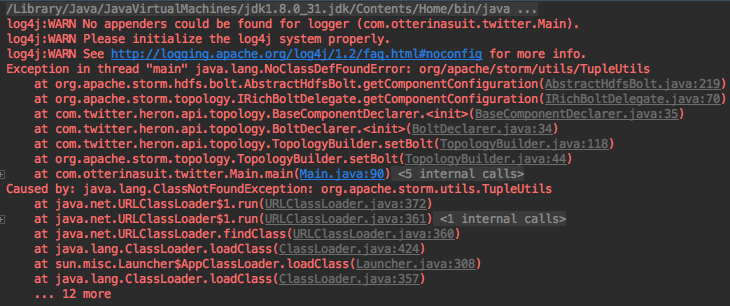 /Library/Java/JavaVirtualMachines/jdk1.8.0_31.jdk/Contents/Home/bin/java ...
log4j:WARN No appenders could be found for logger (com.otterinasuit.twitter.Main).
log4j:WARN Please initialize the log4j system properly.
log4j:WARN See http://logging.apache.org/log4j/1.2/faq.html#noconfig for more info.
Exception in thread "main" java.lang.NoClassDefFoundError: org/apache/storm/utils/TupleUtils
at org.apache.storm.hdfs.bolt.AbstractHdfsBolt.getComponentConfiguration(AbstractHdfsBolt.java:219)
at org.apache.storm.topology.IRichBoltDelegate.getComponentConfiguration(IRichBoltDelegate.java:70)
at com.twitter.heron.api.topology.BaseComponentDeclarer.<init>(BaseComponentDeclarer.java:35)
at com.twitter.heron.api.topology.BoltDeclarer.<init>(BoltDeclarer.java:34)
at com.twitter.heron.api.topology.TopologyBuilder.setBolt(TopologyBuilder.java:118)
at org.apache.storm.topology.TopologyBuilder.setBolt(TopologyBuilder.java:44)
at com.otterinasuit.twitter.Main.main(Main.java:90) <5 internal calls>
Caused by: java.lang.ClassNotFoundException: org.apache.storm.utils.TupleUtils
at java.net.URLClassLoader$1.run(URLClassLoader.java:372)
at java.net.URLClassLoader$1.run(URLClassLoader.java:361) <1 internal calls>
at java.net.URLClassLoader.findClass(URLClassLoader.java:360)
at java.lang.ClassLoader.loadClass(ClassLoader.java:424)
at sun.misc.Launcher$AppClassLoader.loadClass(Launcher.java:308)
at java.lang.ClassLoader.loadClass(ClassLoader.java:357)
... 12 more